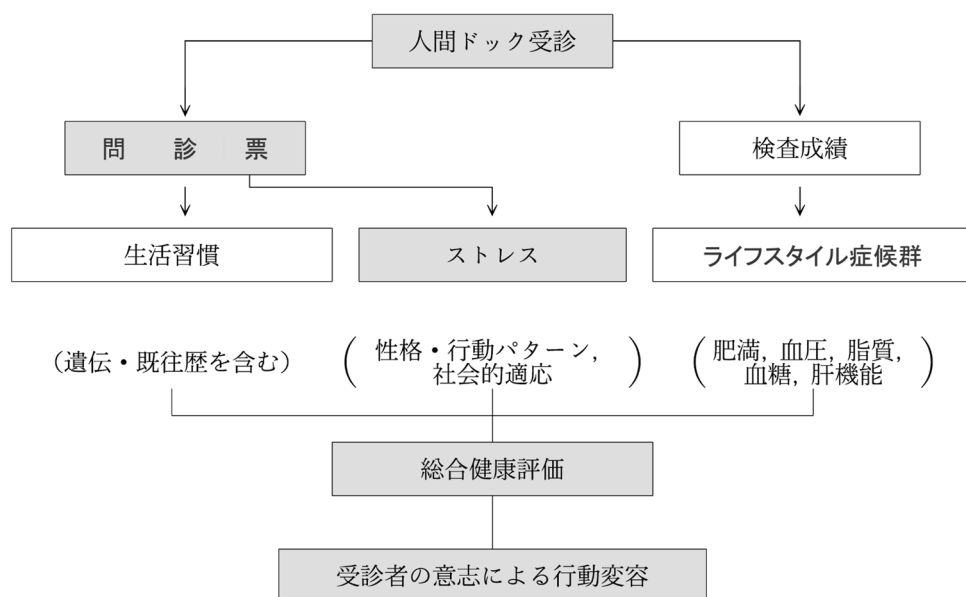 人間ドック受診
問 診 票
検査成績
生活習慣
ストレス
ライフスタイル症候群
(遺伝・既往歴を含む)
(性格・行動パターン,
社会的適応)
(肥満, 血圧, 脂質,
血糖, 肝機能)
総合健康評価
受診者の意志による行動変容